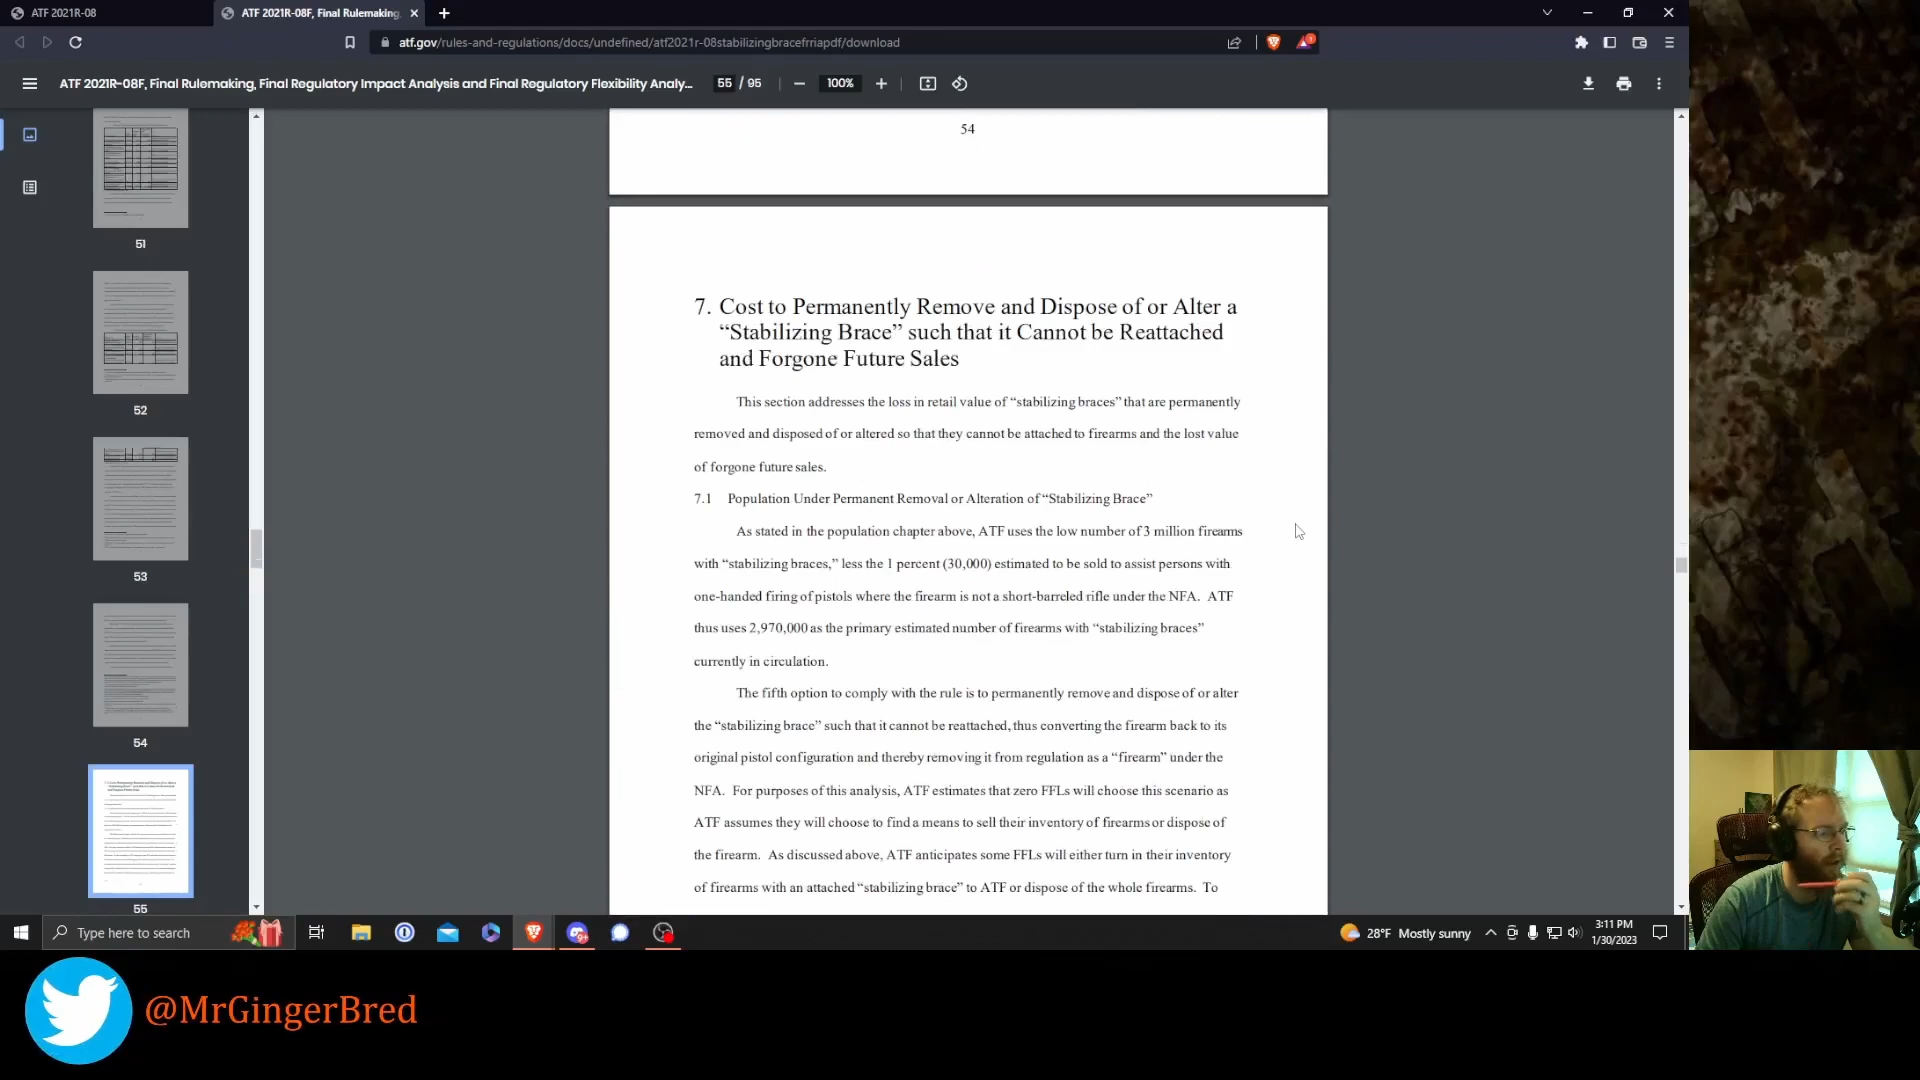 ATF 2021R-08
ATF 2021R-08F, Final Rulemaking,
atf.gov/rules-and-regulations/docs/undefined/atf2021r-08stabilizingbracefrriapdf/download
ATF 2021R-08F, Final Rulemaking, Final Regulatory Impact Analysis and Final Regulatory Flexibility Analy...
55 / 95
100%
51
52
53
54
55
54
7. Cost to Permanently Remove and Dispose of or Alter a
“Stabilizing Brace” such that it Cannot be Reattached
and Forgone Future Sales
This section addresses the loss in retail value of “stabilizing braces” that are permanently
removed and disposed of or altered so that they cannot be attached to firearms and the lost value
of forgone future sales.
7.1 Population Under Permanent Removal or Alteration of “Stabilizing Brace”
As stated in the population chapter above, ATF uses the low number of 3 million firearms
with “stabilizing braces,” less the 1 percent (30,000) estimated to be sold to assist persons with
one-handed firing of pistols where the firearm is not a short-barreled rifle under the NFA. ATF
thus uses 2,970,000 as the primary estimated number of firearms with “stabilizing braces”
currently in circulation.
The fifth option to comply with the rule is to permanently remove and dispose of or alter
the “stabilizing brace” such that it cannot be reattached, thus converting the firearm back to its
original pistol configuration and thereby removing it from regulation as a “firearm” under the
NFA. For purposes of this analysis, ATF estimates that zero FFLs will choose this scenario as
ATF assumes they will choose to find a means to sell their inventory of firearms or dispose of
the firearm. As discussed above, ATF anticipates some FFLs will either turn in their inventory
of firearms with an attached “stabilizing brace” to ATF or dispose of the whole firearms. To
Type here to search
28°F Mostly sunny
3:11 PM
1/30/2023
@MrGingerBred